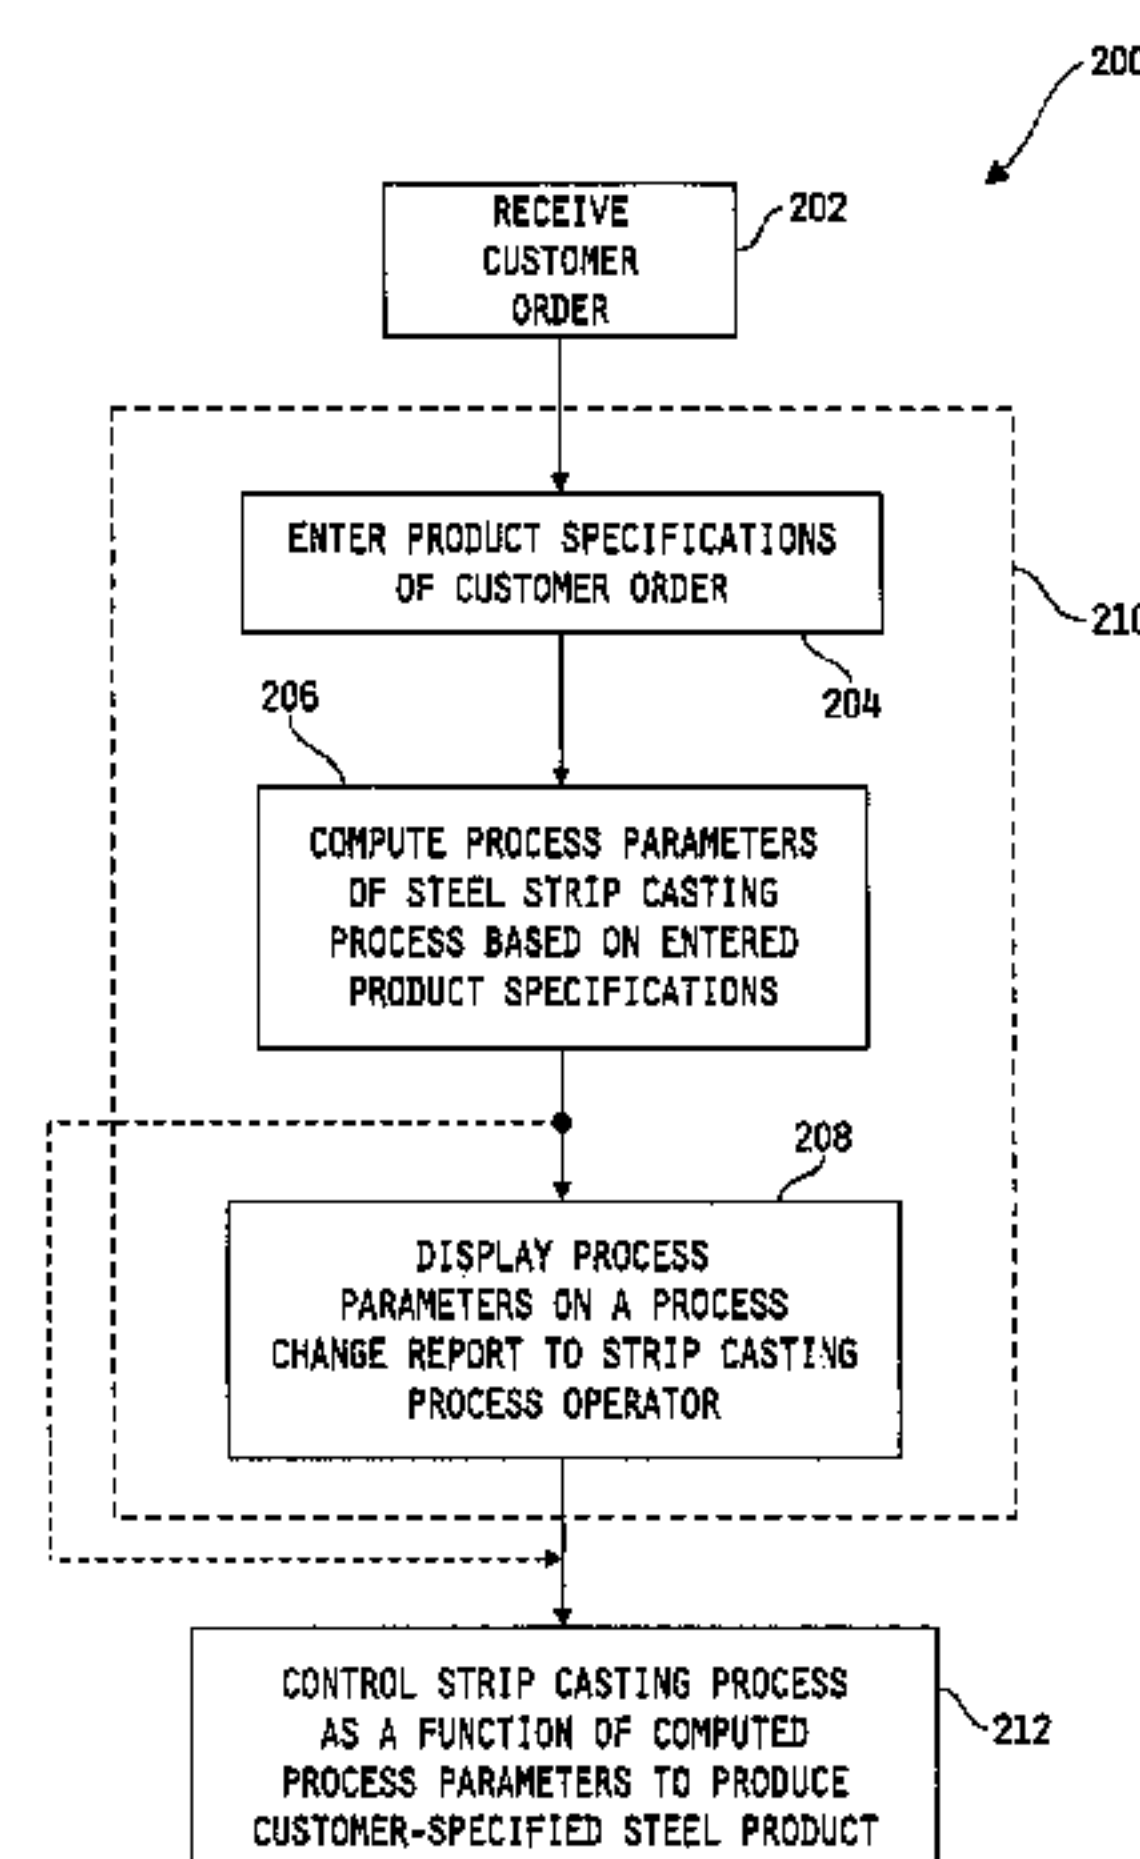 200
RECEIVE
CUSTOMER
ORDER
202
ENTER PRODUCT SPECIFICATIONS
OF CUSTOMER ORDER
210
204
206
COMPUTE PROCESS PARAMETERS
OF STEEL STRIP CASTING
PROCESS BASED ON ENTERED
PRODUCT SPECIFICATIONS
208
DISPLAY PROCESS
PARAMETERS ON A PROCESS
CHANGE REPORT TO STRIP CASTING
PROCESS OPERATOR
CONTROL STRIP CASTING PROCESS
AS A FUNCTION OF COMPUTED
PROCESS PARAMETERS TO PRODUCE
CUSTOMER-SPECIFIED STEEL PRODUCT
212